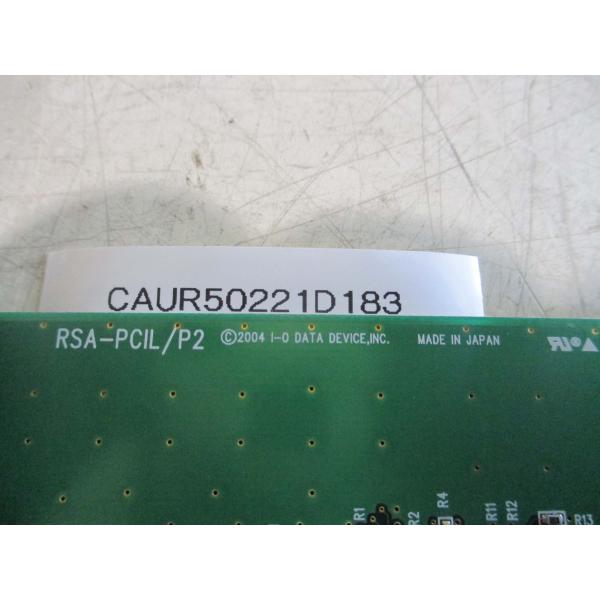 CAUR50221D183
RSA-PCIL/P2 ©2004 I-O DATA DEVICE,INC. MADE IN JAPAN
R1
R2
R4
R11
R12
R13